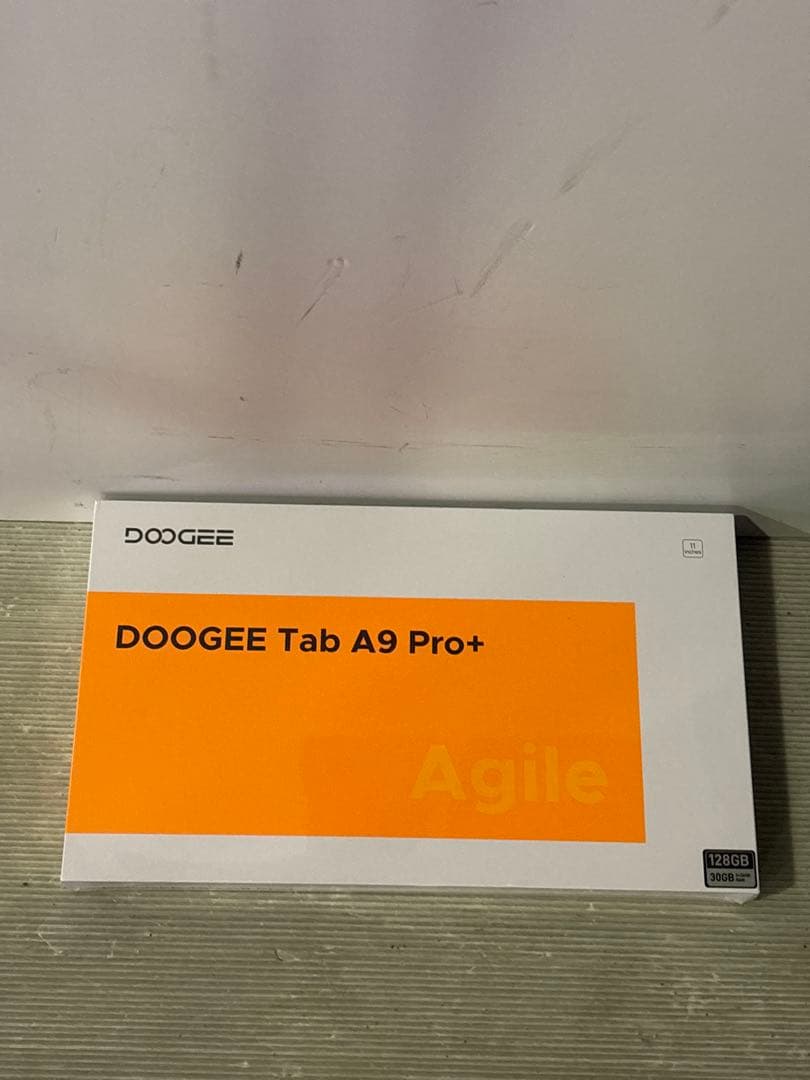 DOOGEE
11
inches
DOOGEE Tab A9 Pro+
Agile
128GB
30GB